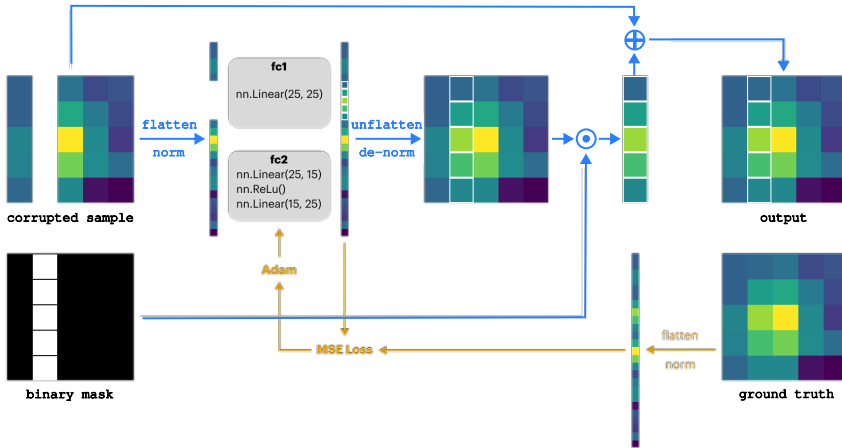 fc1
nn.Linear(25, 25)
flatten
norm
unflatten
de-norm
fc2
nn.Linear(25, 15)
nn.ReLu()
nn.Linear(15, 25)
corrupted sample
output
Adam
MSE Loss
flatten
norm
binary mask
ground truth